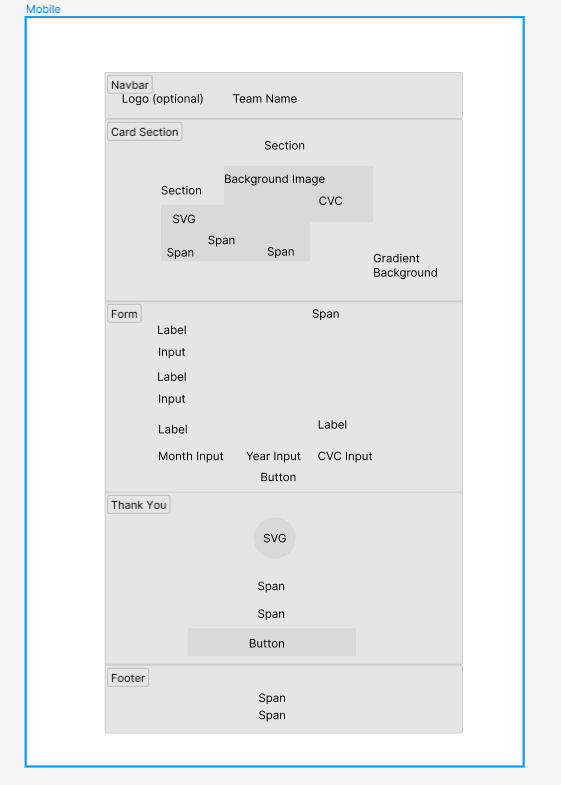 Mobile
Navbar
Logo (optional) Team Name
Card Section
Section
Background Image
Section
CVC
SVG
Span
Span Span
Gradient
Background
Form
Span
Label
Input
Label
Input
Label
Label
Month Input Year Input CVC Input
Button
Thank You
SVG
Span
Span
Button
Footer
Span
Span